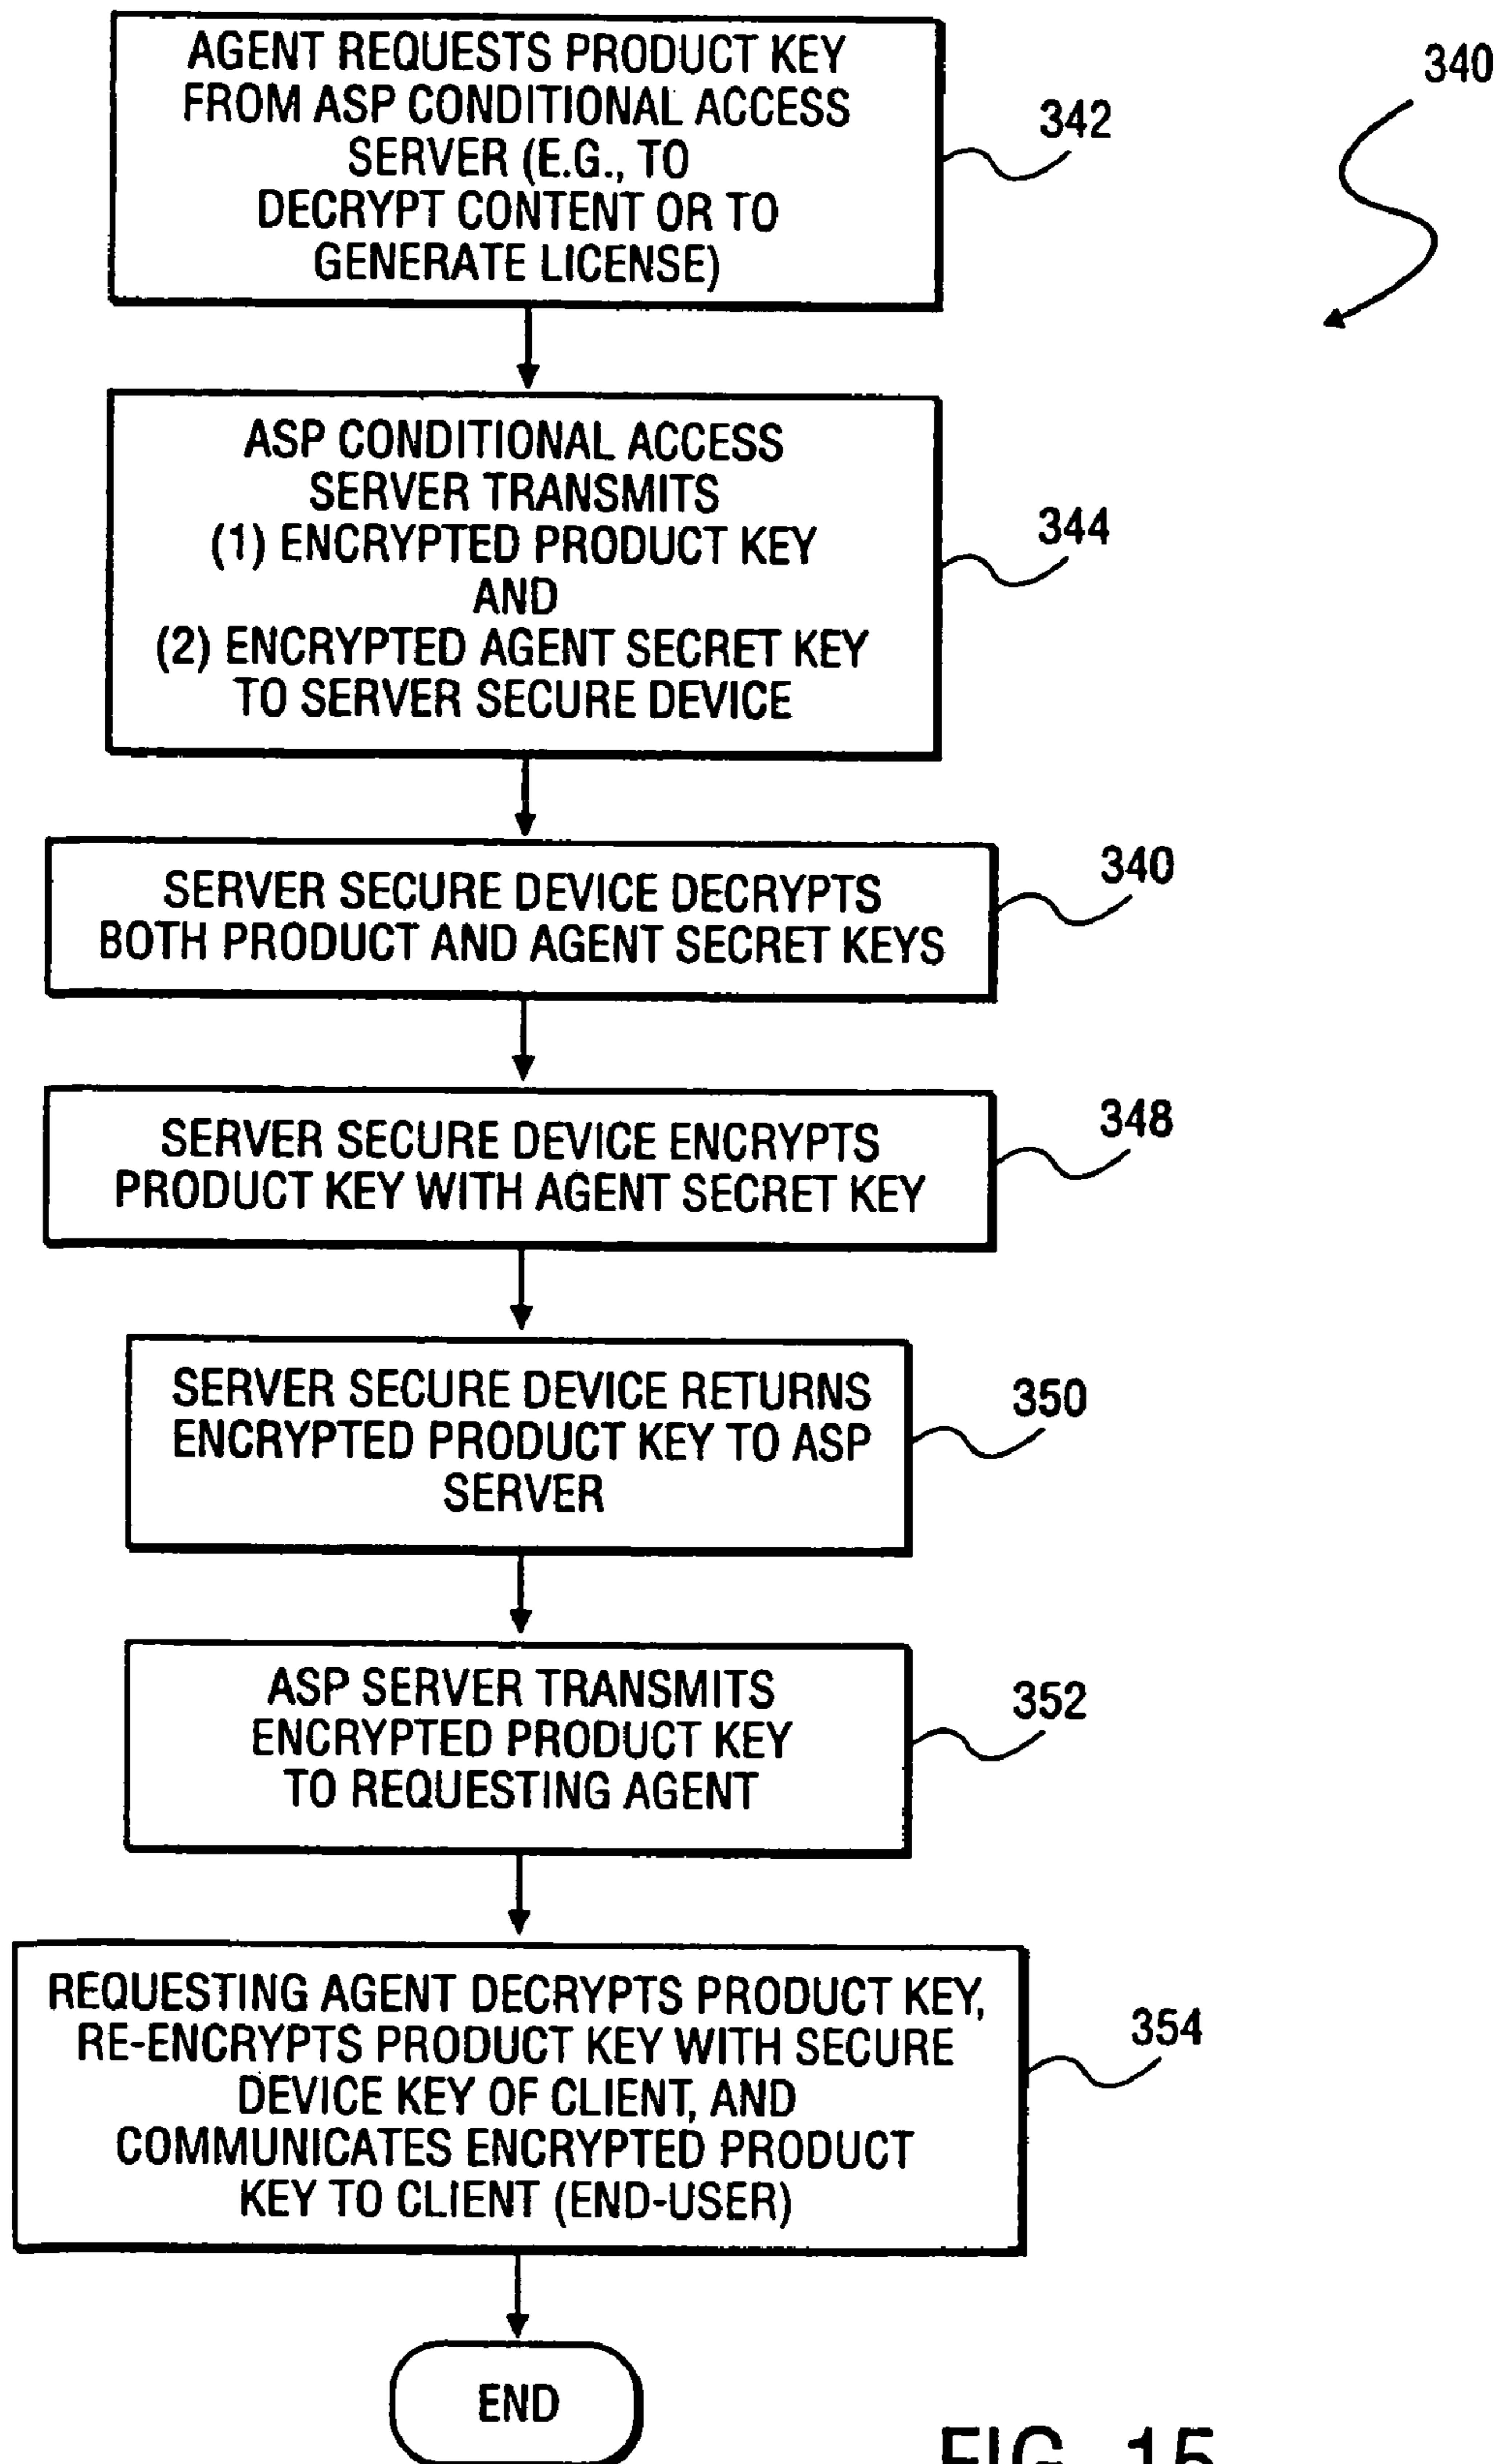 AGENT REQUESTS PRODUCT KEY
FROM ASP CONDITIONAL ACCESS
SERVER (E.G., TO
DECRYPT CONTENT OR TO
GENERATE LICENSE)
342
340
ASP CONDITIONAL ACCESS
SERVER TRANSMITS
(1) ENCRYPTED PRODUCT KEY
AND
(2) ENCRYPTED AGENT SECRET KEY
TO SERVER SECURE DEVICE
344
SERVER SECURE DEVICE DECRYPTS
BOTH PRODUCT AND AGENT SECRET KEYS
340
SERVER SECURE DEVICE ENCRYPTS
PRODUCT KEY WITH AGENT SECRET KEY
348
SERVER SECURE DEVICE RETURNS
ENCRYPTED PRODUCT KEY TO ASP
SERVER
350
ASP SERVER TRANSMITS
ENCRYPTED PRODUCT KEY
TO REQUESTING AGENT
352
REQUESTING AGENT DECRYPTS PRODUCT KEY,
RE-ENCRYPTS PRODUCT KEY WITH SECURE
DEVICE KEY OF CLIENT, AND
COMMUNICATES ENCRYPTED PRODUCT
KEY TO CLIENT (END-USER)
354
END
FIG. 15